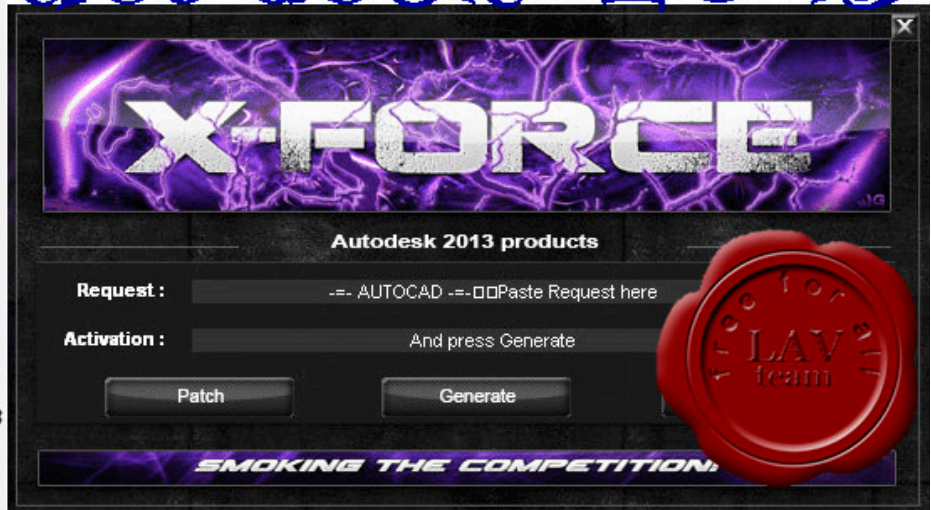 X
X-FORCE
JG
Autodesk 2013 products
Request :
-=- AUTOCAD -=-□□Paste Request here
Activation :
And press Generate
Patch
Generate
free for all
LAV
team
SMOKING THE COMPETITION!